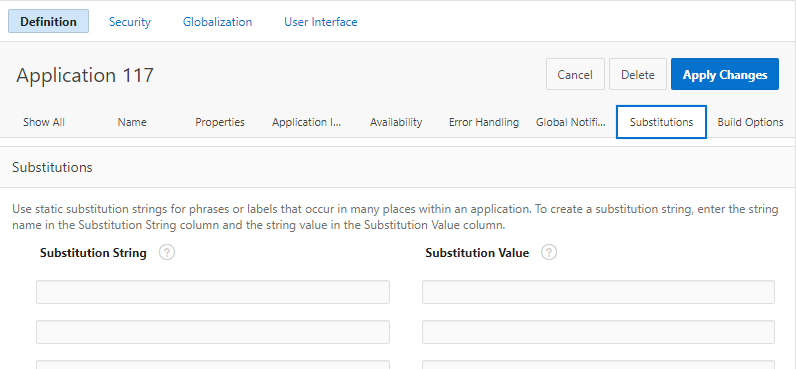 Definition Security Globalization User Interface
Application 117 Cancel Delete Apply Changes
Show All Name Properties Application I... Availability Error Handling Global Notifi... Substitutions Build Options
Substitutions
Use static substitution strings for phrases or labels that occur in many places within an application. To create a substitution string, enter the string
name in the Substitution String column and the string value in the Substitution Value column.
Substitution String ? Substitution Value ?